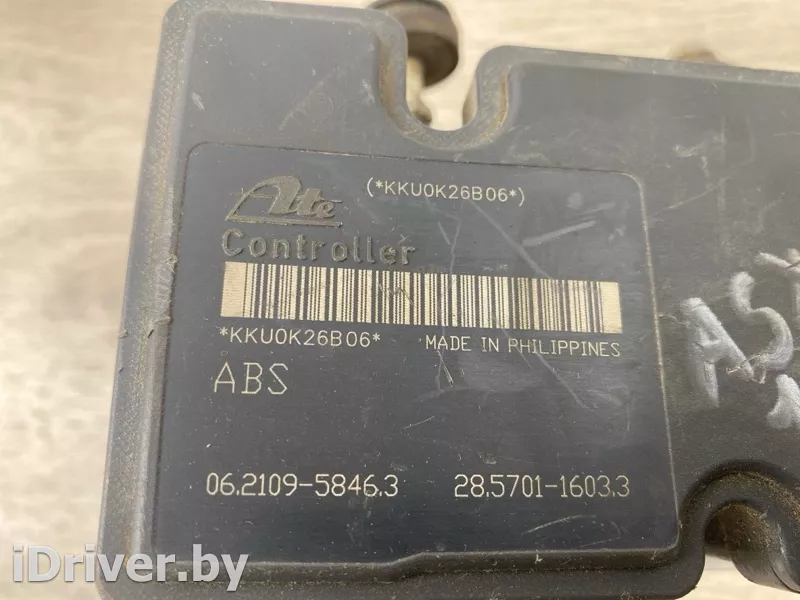 Ate (*KKU0K26B06*)
Controller
*KKU0K26B06* MADE IN PHILIPPINES
ABS
06.2109-5846.3 28.5701-1603.3
iDriver.by